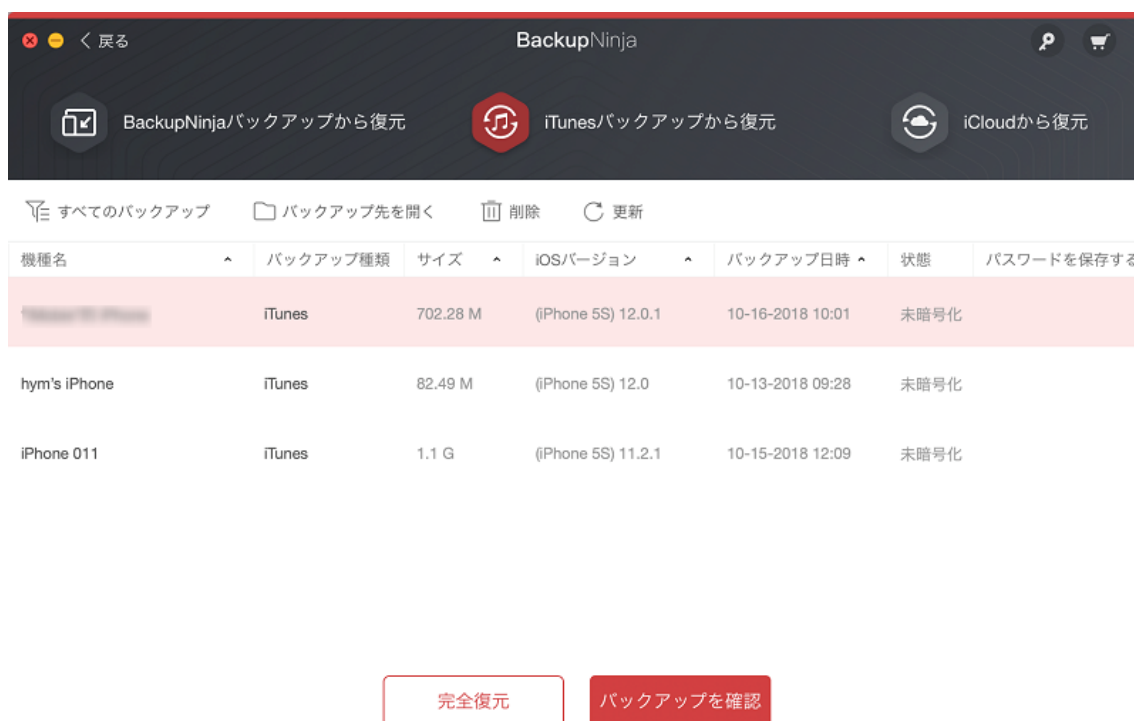 戻る BackupNinja
BackupNinjaバックアップから復元 iTunesバックアップから復元 iCloudから復元
すべてのバックアップ バックアップ先を開く 削除 更新
機種名 バックアップ種類 サイズ iOSバージョン バックアップ日時 状態 パスワードを保存する
iTunes 702.28 M (iPhone 5S) 12.0.1 10-16-2018 10:01 未暗号化
hym's iPhone iTunes 82.49 M (iPhone 5S) 12.0 10-13-2018 09:28 未暗号化
iPhone 011 iTunes 1.1 G (iPhone 5S) 11.2.1 10-15-2018 12:09 未暗号化
完全復元 バックアップを確認